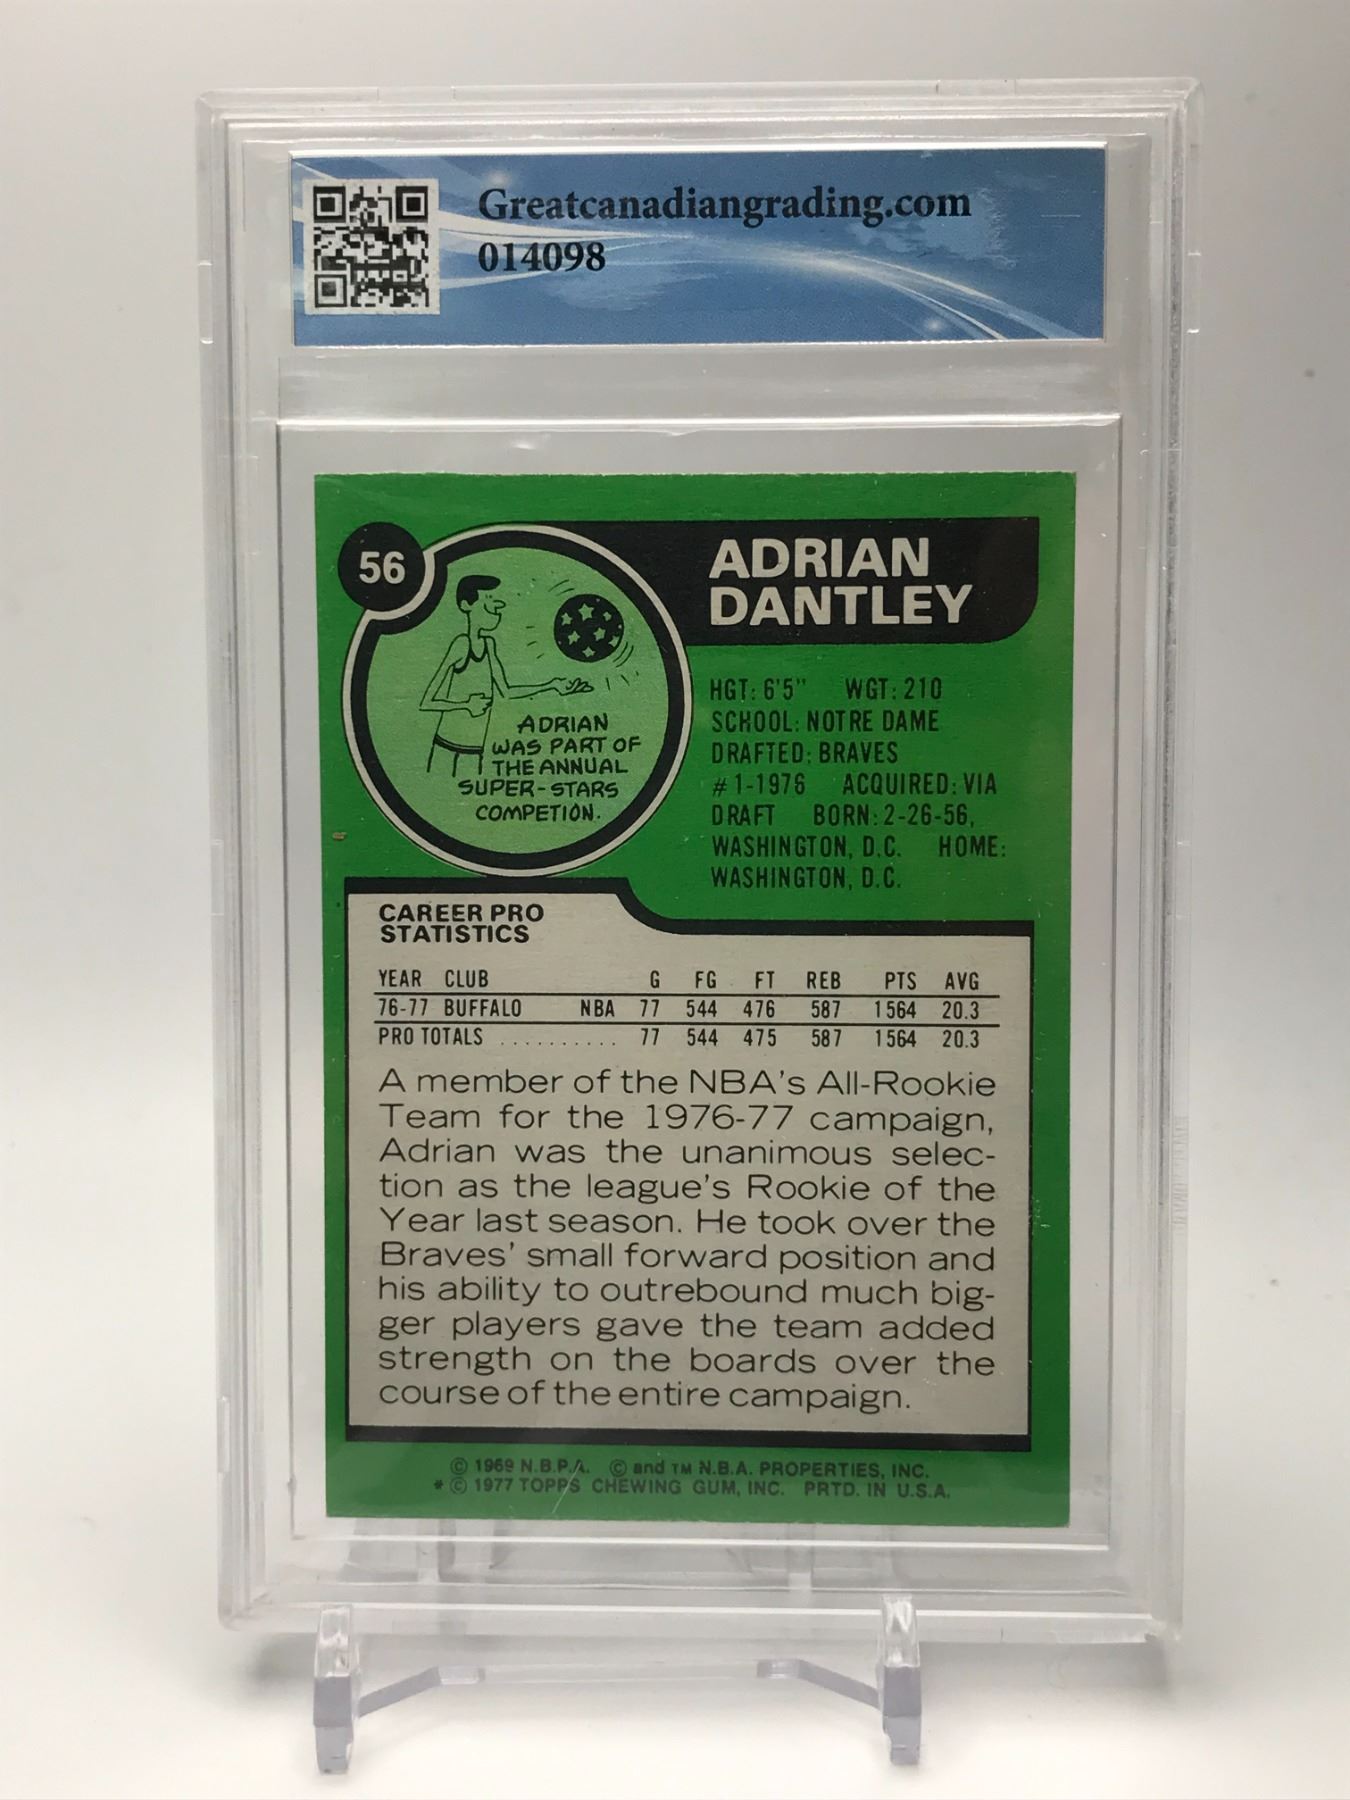 Greatcanadiangrading.com
014098
56
ADRIAN
DANTLEY
ADRIAN
WAS PART OF
THE ANNUAL
SUPER-STARS
COMPETION.
HGT: 6'5" WGT: 210
SCHOOL: NOTRE DAME
DRAFTED: BRAVES
#1-1976 ACQUIRED: VIA
DRAFT BORN: 2-26-56,
WASHINGTON, D.C. HOME:
WASHINGTON, D.C.
CAREER PRO
STATISTICS
YEAR CLUB G FG FT REB PTS AVG
76-77 BUFFALO NBA 77 544 476 587 1564 20.3
PRO TOTALS .......... 77 544 475 587 1564 20.3
A member of the NBA's All-Rookie
Team for the 1976-77 campaign,
Adrian was the unanimous selec-
tion as the league's Rookie of the
Year last season. He took over the
Braves' small forward position and
his ability to outrebound much big-
ger players gave the team added
strength on the boards over the
course of the entire campaign.
© 1969 N.B.P.A. © and TM N.B.A. PROPERTIES, INC.
* © 1977 TOPPS CHEWING GUM, INC. PRTD. IN U.S.A.